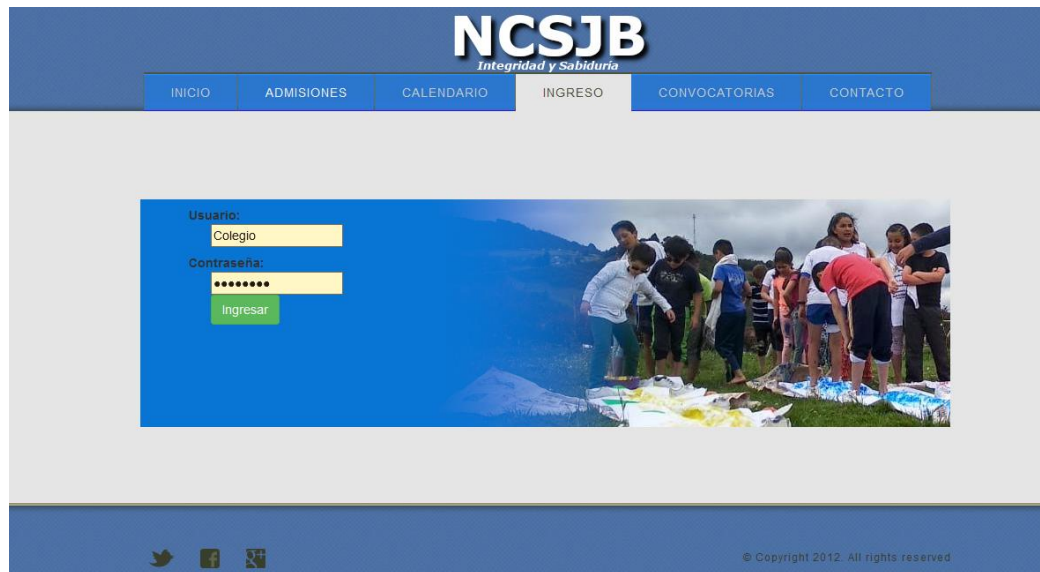 NCSJB
Integridad y Sabiduría
INICIO ADMISIONES CALENDARIO INGRESO CONVOCATORIAS CONTACTO
Usuario:
Colegio
Contraseña:
••••••••
Ingresar
© Copyright 2012. All rights reserved